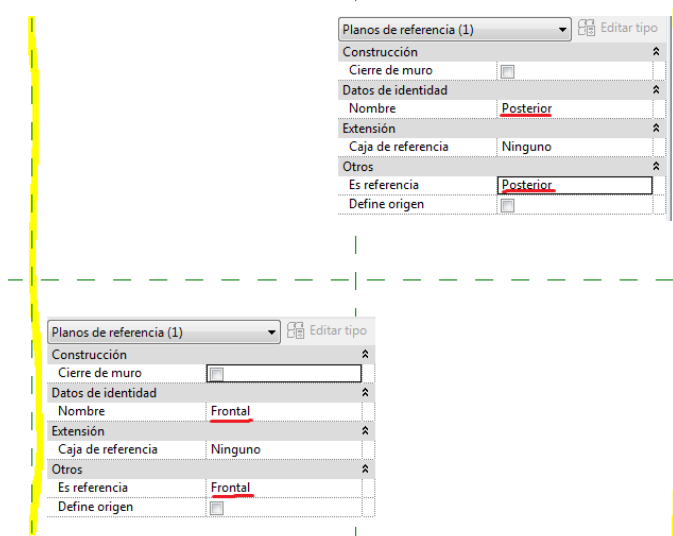 Planos de referencia (1) Editar tipo
Construcción
Cierre de muro
Datos de identidad
Nombre Posterior
Extensión
Caja de referencia Ninguno
Otros
Es referencia Posterior
Define origen
Planos de referencia (1) Editar tipo
Construcción
Cierre de muro
Datos de identidad
Nombre Frontal
Extensión
Caja de referencia Ninguno
Otros
Es referencia Frontal
Define origen